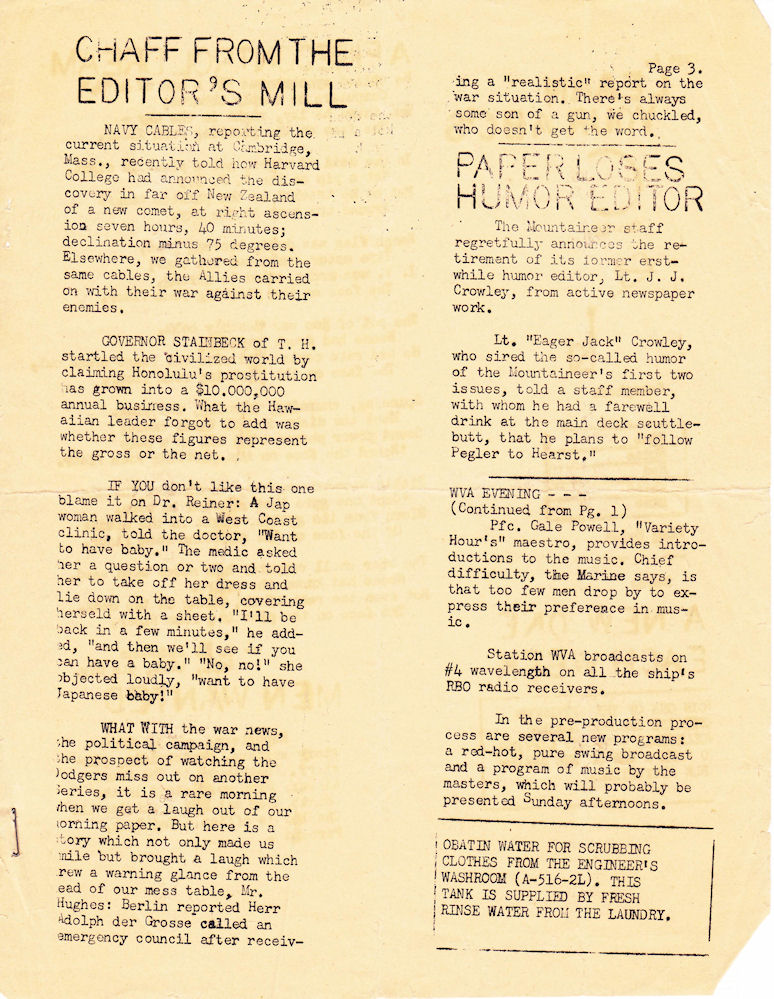 CHAFF FROM THE
EDITOR'S MILL
NAVY CABLES, reporting the
current situation at Cambridge,
Mass., recently told how Harvard
College had announced the dis-
covery in far off New Zealand
of a new comet, at right ascens-
ion seven hours, 40 minutes;
declination minus 75 degrees.
Elsewhere, we gathered from the
same cables, the Allies carried
on with their war against their
enemies.
GOVERNOR STAINBECK of T. H.
startled the civilized world by
claiming Honolulu's prostitution
has grown into a $10,000,000
annual business. What the Haw-
aiian leader forgot to add was
whether these figures represent
the gross or the net.
IF YOU don't like this one
blame it on Dr. Reiner: A Jap
woman walked into a West Coast
clinic, told the doctor, "Want
to have baby." The medic asked
her a question or two and told
her to take off her dress and
lie down on the table, covering
herseld with a sheet. "I'll be
back in a few minutes," he add-
ed, "and then we'll see if you
can have a baby." "No, no!" she
objected loudly, "want to have
Japanese baby!"
WHAT WITH the war news,
the political campaign, and
the prospect of watching the
Dodgers miss out on another
Series, it is a rare morning
when we get a laugh out of our
morning paper. But here is a
story which not only made us
smile but brought a laugh which
drew a warning glance from the
head of our mess table, Mr.
Hughes: Berlin reported Herr
Adolph der Grosse called an
emergency council after receiv-
Page 3.
ing a "realistic" report on the
war situation. There's always
some son of a gun, we chuckled,
who doesn't get the word.
PAPER LOSES
HUMOR EDITOR
The Mountaineer staff
regretfully announces the re-
tirement of its former erst-
while humor editor, Lt. J. J.
Crowley, from active newspaper
work.
Lt. "Eager Jack" Crowley,
who sired the so-called humor
of the Mountaineer's first two
issues, told a staff member,
with whom he had a farewell
drink at the main deck scuttle-
butt, that he plans to "follow
Pegler to Hearst."
WVA EVENING - - -
(Continued from Pg. 1)
Pfc. Gale Powell, "Variety
Hour's" maestro, provides intro-
ductions to the music. Chief
difficulty, the Marine says, is
that too few men drop by to ex-
press their preference in mus-
ic.
Station WVA broadcasts on
#4 wavelength on all the ship's
RBO radio receivers.
In the pre-production pro-
cess are several new programs:
a red-hot, pure swing broadcast
and a program of music by the
masters, which will probably be
presented Sunday afternoons.
OBATIN WATER FOR SCRUBBING
CLOTHES FROM THE ENGINEER'S
WASHROOM (A-516-2L). THIS
TANK IS SUPPLIED BY FRESH
RINSE WATER FROM THE LAUNDRY.